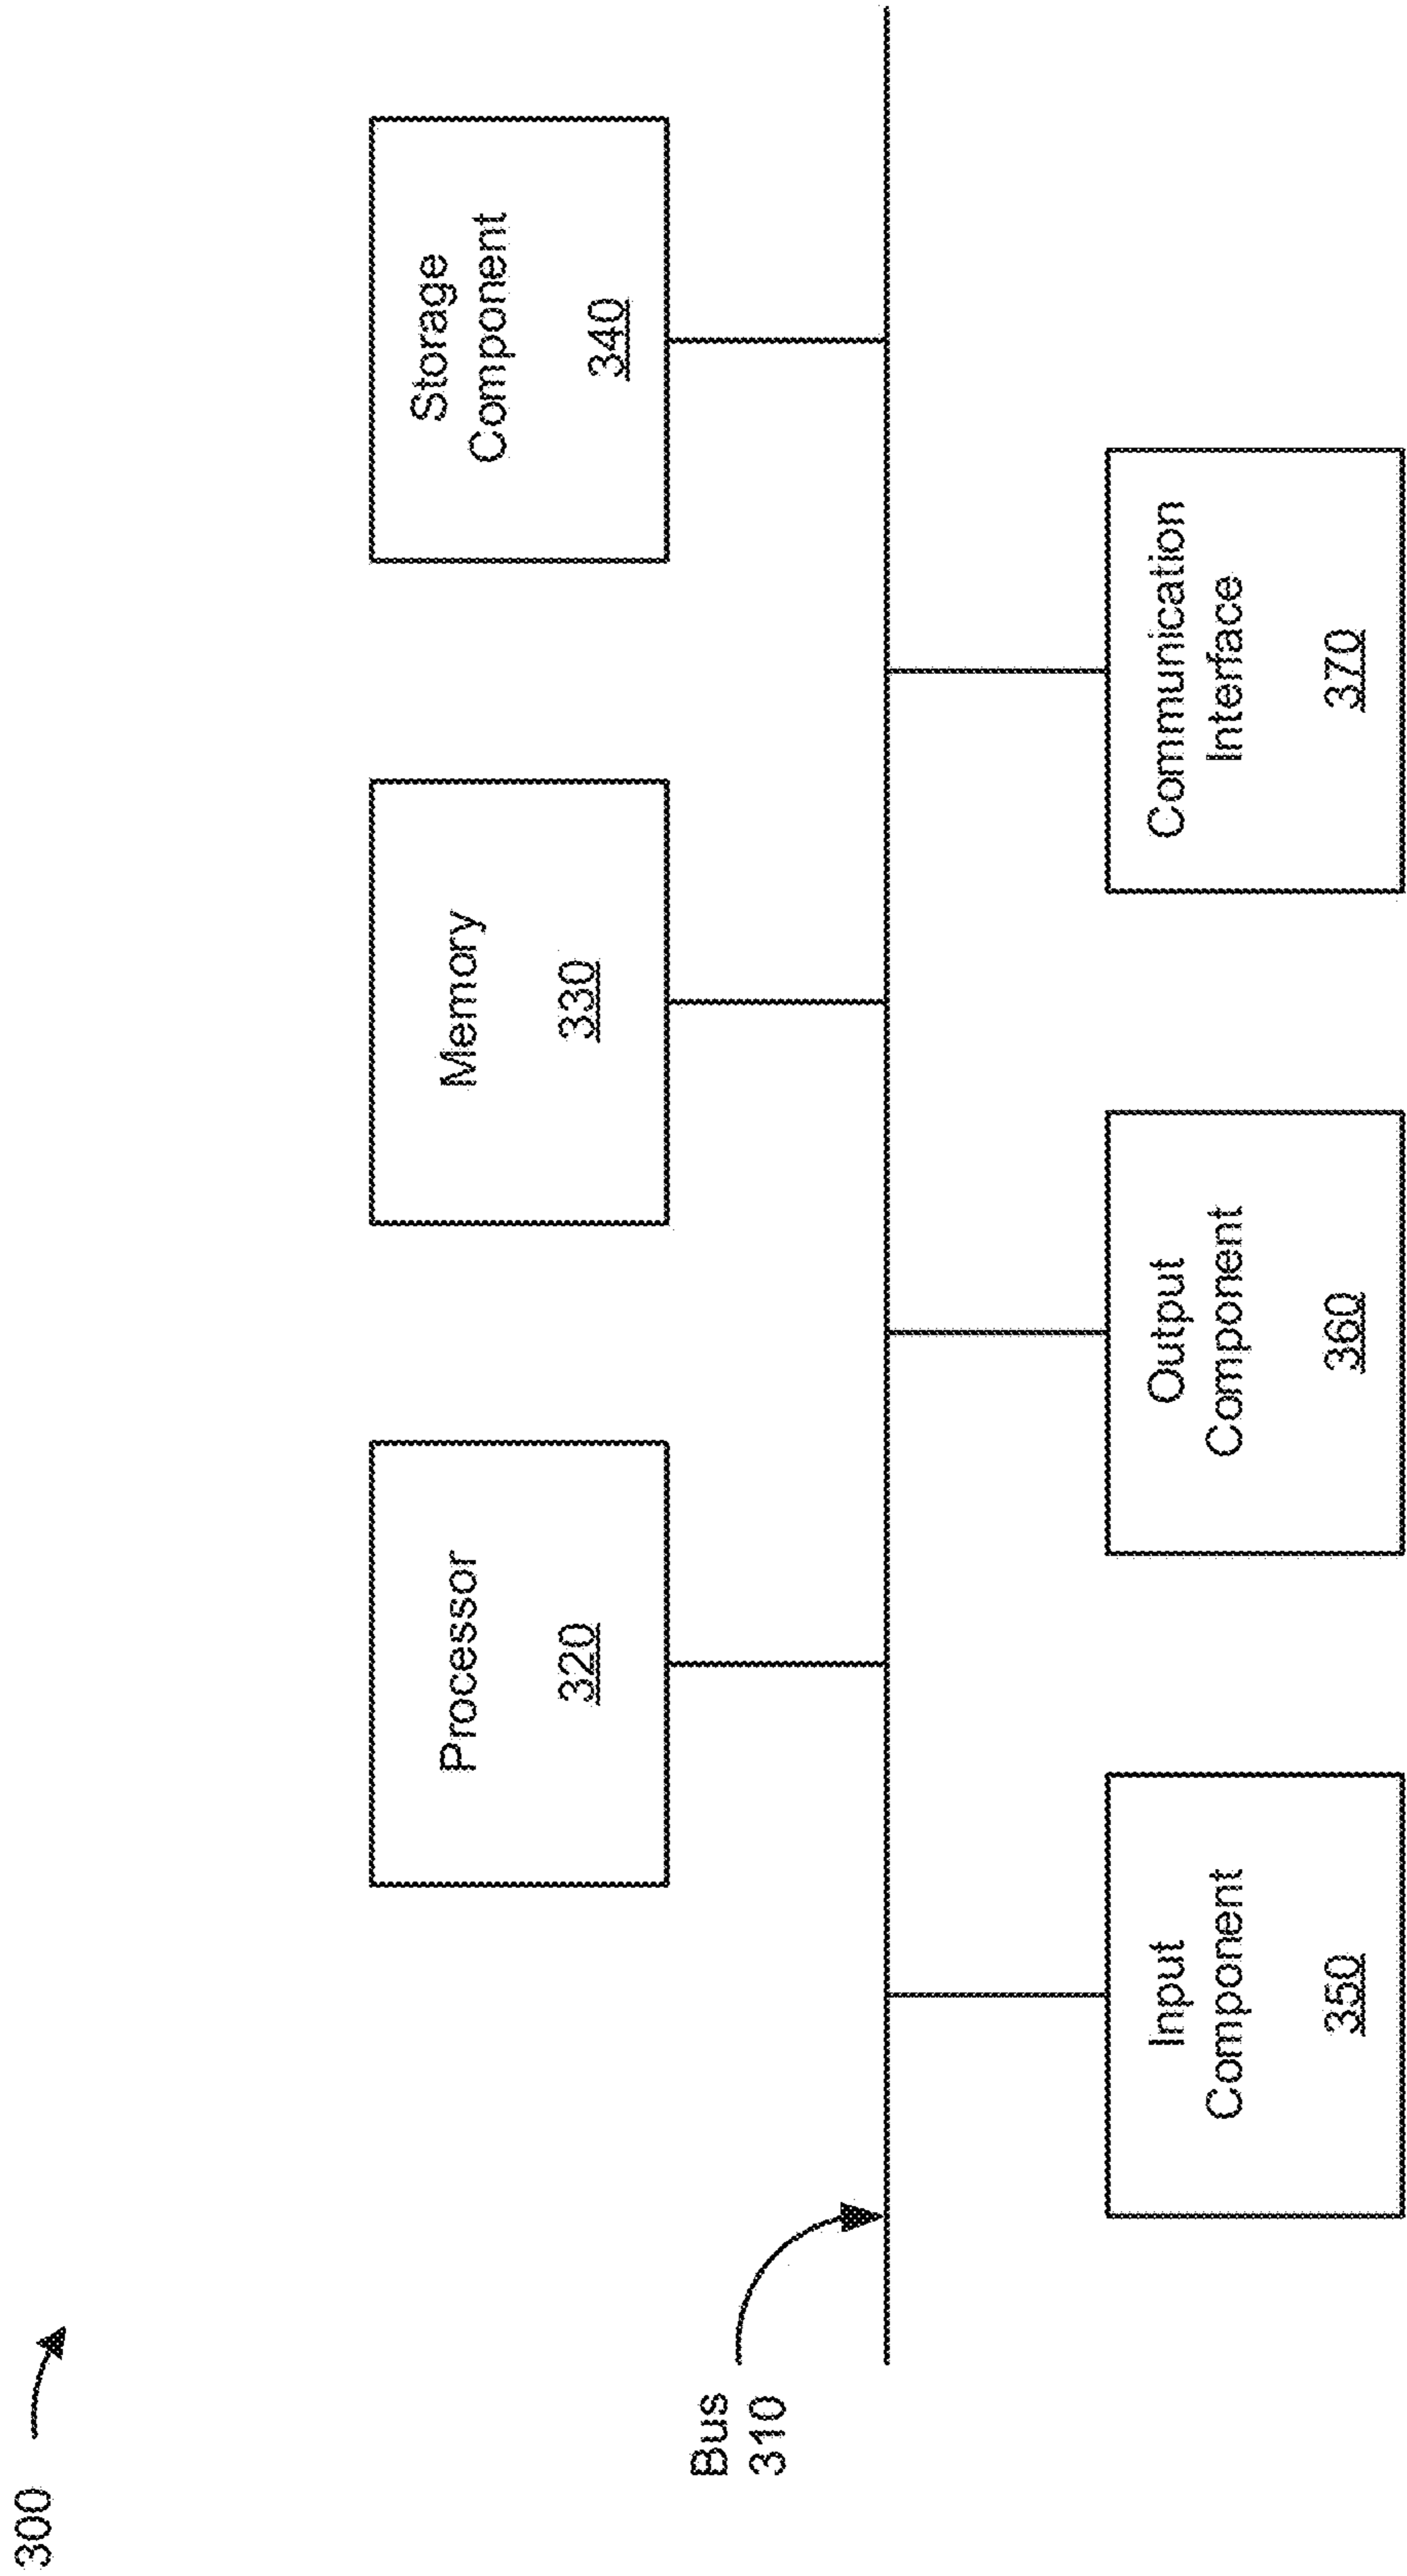 300
Bus
310
Processor
320
Memory
330
Storage
Component
340
Input
Component
350
Output
Component
360
Communication
Interface
370